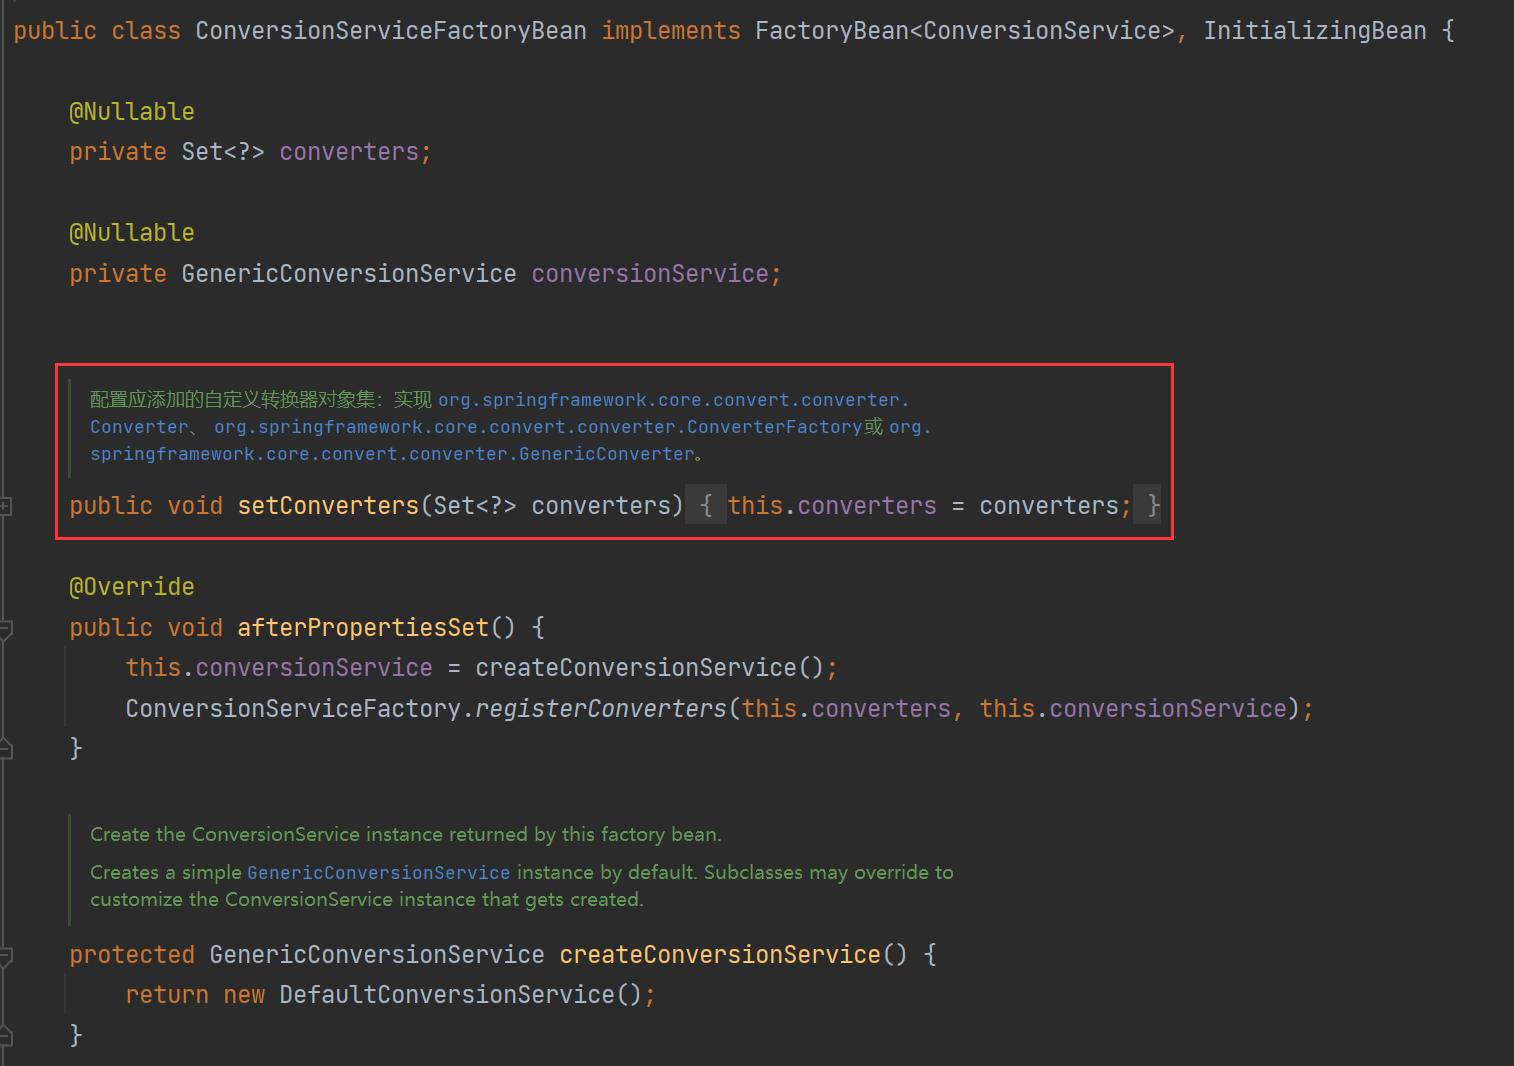 public class ConversionServiceFactoryBean implements FactoryBean<ConversionService>, InitializingBean {
@Nullable
private Set<?> converters;
@Nullable
private GenericConversionService conversionService;
配置应添加的自定义转换器对象集：实现 org.springframework.core.convert.converter.
Converter、 org.springframework.core.convert.converter.ConverterFactory或 org.
springframework.core.convert.converter.GenericConverter。
public void setConverters(Set<?> converters) { this.converters = converters; }
@Override
public void afterPropertiesSet() {
this.conversionService = createConversionService();
ConversionServiceFactory.registerConverters(this.converters, this.conversionService);
}
Create the ConversionService instance returned by this factory bean.
Creates a simple GenericConversionService instance by default. Subclasses may override to
customize the ConversionService instance that gets created.
protected GenericConversionService createConversionService() {
return new DefaultConversionService();
}